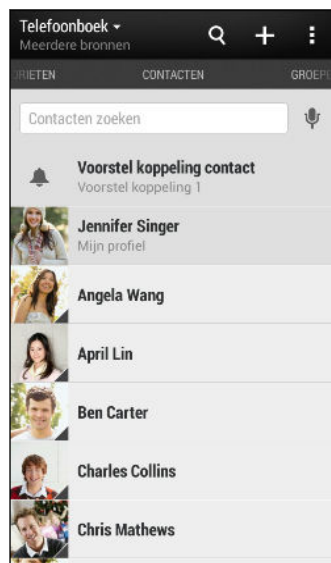 Telefoonboek
Meerdere bronnen
CONTACTEN
Contacten zoeken
Voorstel koppeling contact
Voorstel koppeling 1
Jennifer Singer
Mijn profiel
Angela Wang
April Lin
Ben Carter
Charles Collins
Chris Mathews